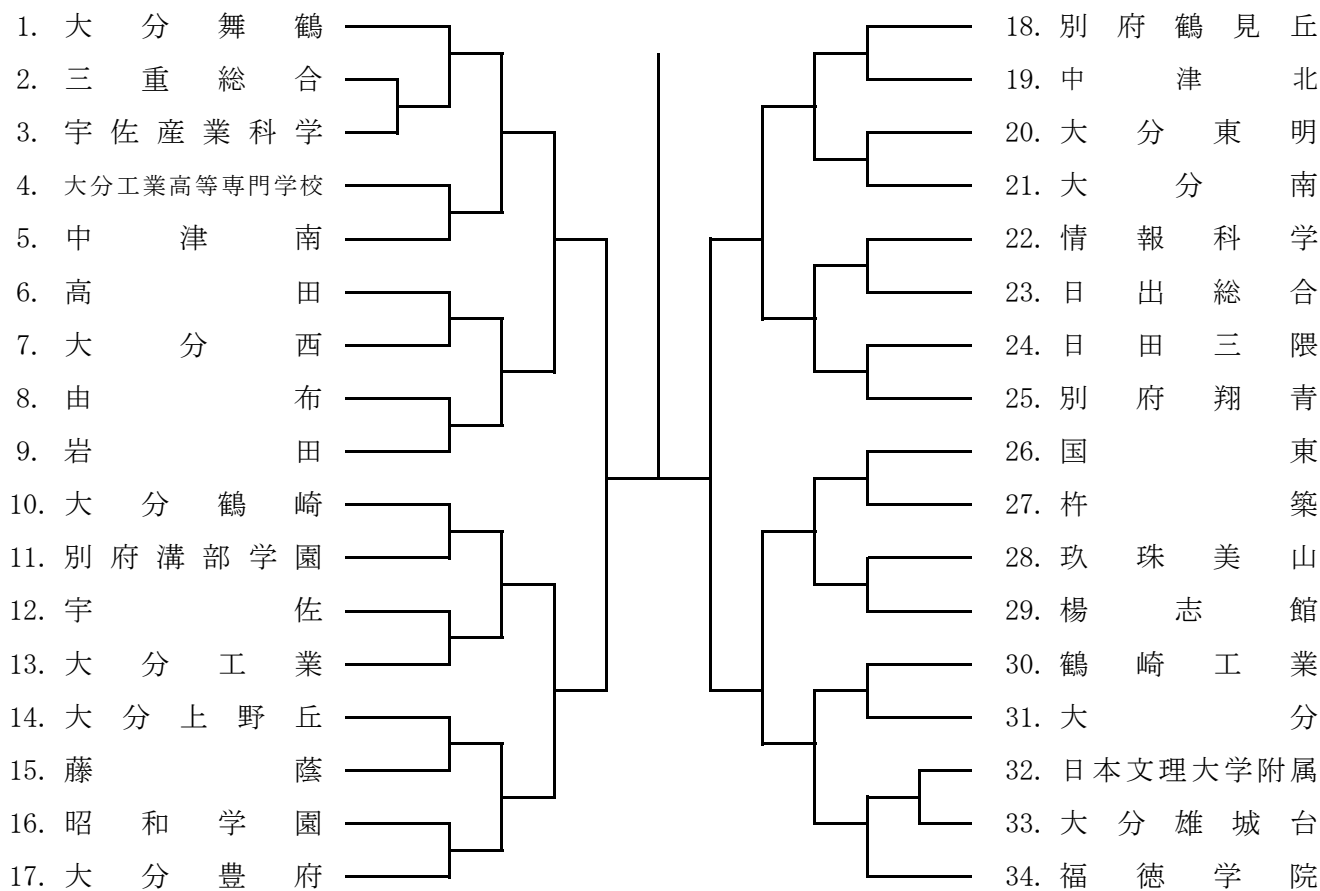 1. 大分舞鶴
2. 三重総合
3. 宇佐産業科学
4. 大分工業高等専門学校
5. 中津南
6. 高田
7. 大分西
8. 由布
9. 岩田
10. 大分鶴崎
11. 別府溝部学園
12. 宇佐
13. 大分工業
14. 大分上野丘
15. 藤蔭
16. 昭和学園
17. 大分豊府
18. 別府鶴見丘
19. 中津北
20. 大分東明
21. 大分南
22. 情報科学
23. 日出総合
24. 日田三隈
25. 別府翔青
26. 国東
27. 杵築
28. 玖珠美山
29. 楊志館
30. 鶴崎工業
31. 大分
32. 日本文理大学附属
33. 大分雄城台
34. 福徳学院